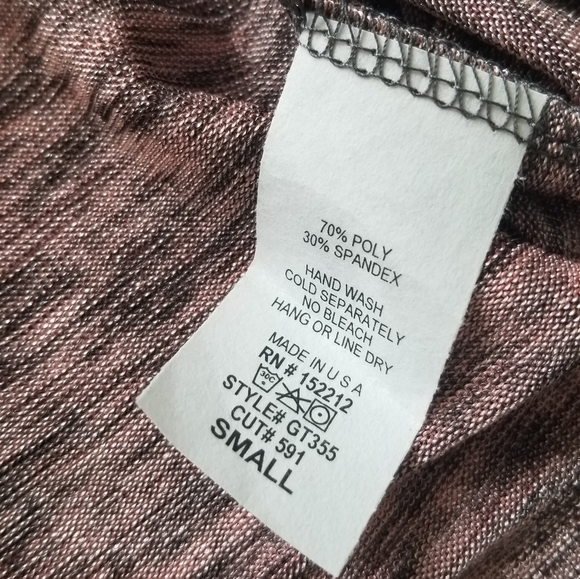 70% POLY
30% SPANDEX
HAND WASH
COLD SEPARATELY
NO BLEACH
HANG OR LINE DRY
MADE IN U S A
RN # 152212
30C
STYLE# GT355
CUT# 591
SMALL